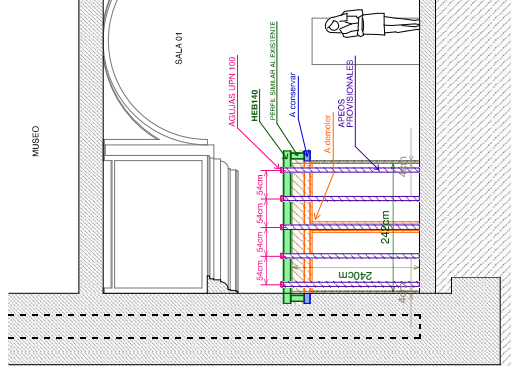 MUSEO
SALA 01
AGUJAS UPN 100
HEB140
PERFIL SIMILAR AL EXISTENTE
A conservar
A demoler
APEOS
PROVISIONALES
54cm
54cm
54cm
54cm
242cm
240cm